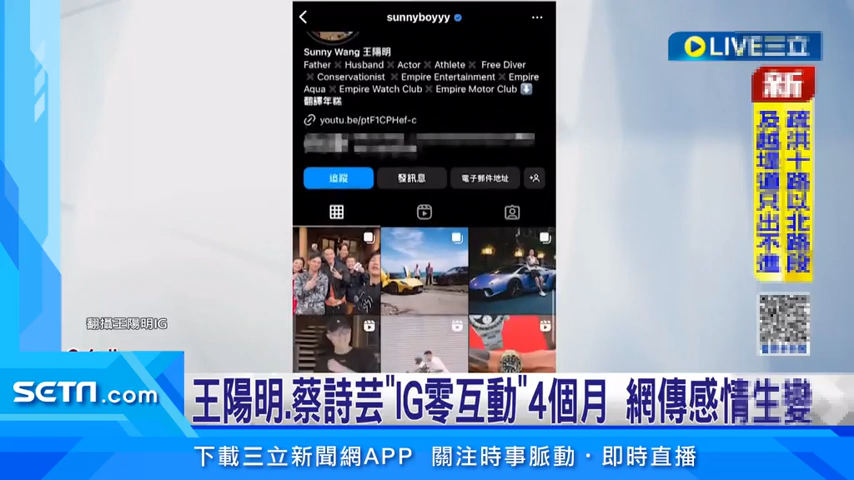 sunnyboyyy
Sunny Wang 王陽明
Father × Husband × Actor × Athlete × Free Diver
× Conservationist × Empire Entertainment × Empire
Aqua × Empire Watch Club × Empire Motor Club
翻譯年糕
youtu.be/ptF1CPHef-c
追蹤
發訊息
電子郵件地址
LIVE三立
新
疏洪十路以北路段
及越堤道只出不進
翻攝王陽明IG
SETN.com
王陽明.蔡詩芸"IG零互動"4個月 網傳感情生變
下載三立新聞網APP 關注時事脈動・即時直播